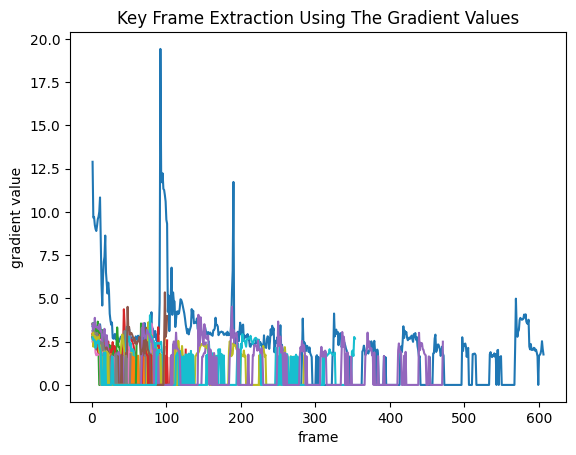 Key Frame Extraction Using The Gradient Values
gradient value
20.0
17.5
15.0
12.5
10.0
7.5
5.0
2.5
0.0
0 100 200 300 400 500 600
frame